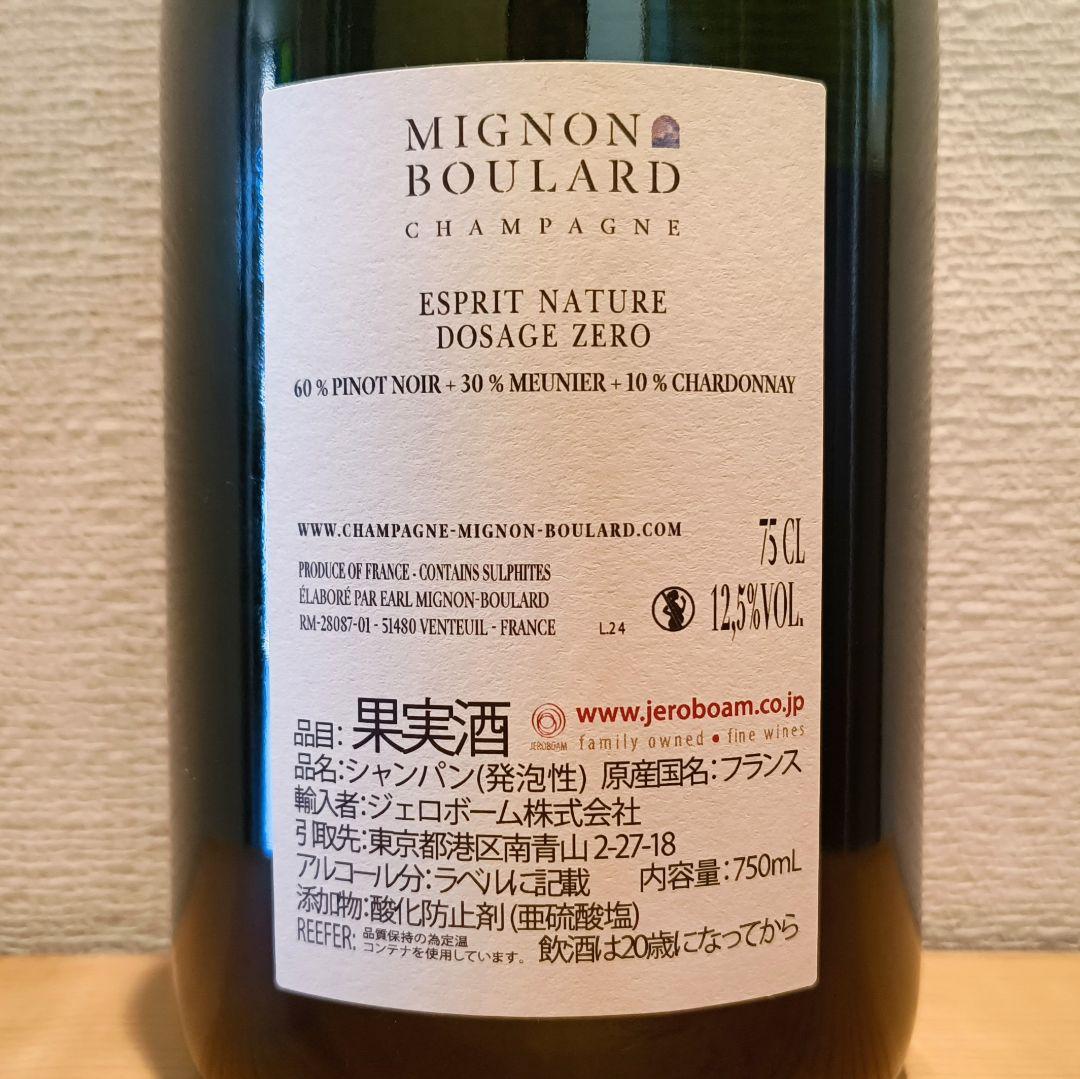 MIGNON
BOULARD
CHAMPAGNE
ESPRIT NATURE
DOSAGE ZERO
60 % PINOT NOIR + 30 % MEUNIER + 10 % CHARDONNAY
WWW.CHAMPAGNE-MIGNON-BOULARD.COM
75 CL
PRODUCE OF FRANCE - CONTAINS SULPHITES
ÉLABORÉ PAR EARL MIGNON-BOULARD
12,5%VOL.
RM-28087-01 - 51480 VENTEUIL - FRANCE L.24
品目: 果実酒
JEROBOAM
www.jeroboam.co.jp
family owned • fine wines
品名:シャンパン(発泡性) 原産国名:フランス
輸入者:ジェロボーム株式会社
引取先:東京都港区南青山 2-27-18
アルコール分:ラベルに記載 内容量:750mL
添加物:酸化防止剤 (亜硫酸塩)
REEFER: 品質保持の為定温
コンテナを使用しています。 飲酒は20歳になってから